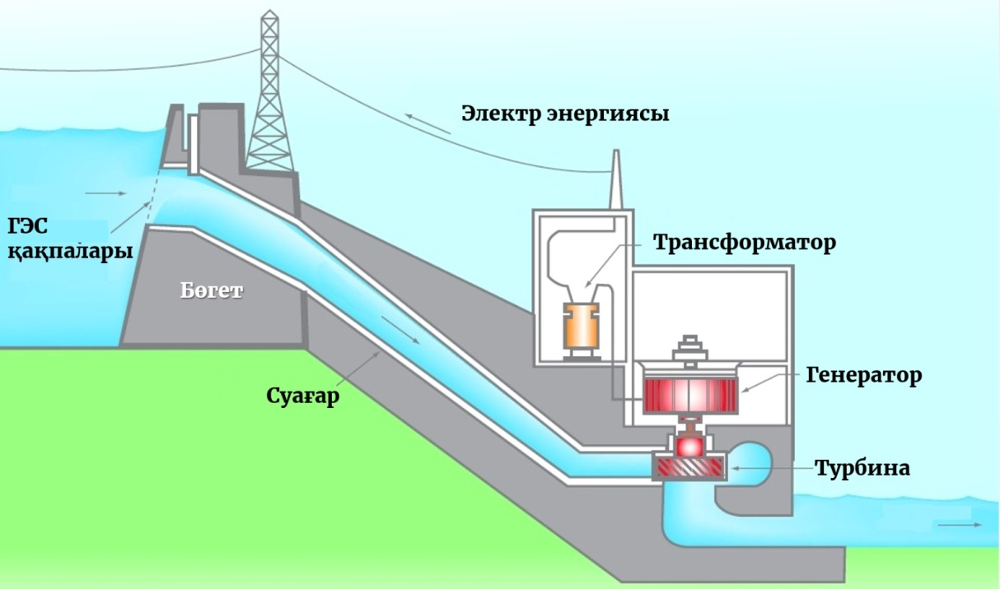 Электр энергиясы
ГЭС
қақпалары
Трансформатор
Бөгет
Генератор
Суағар
Турбина